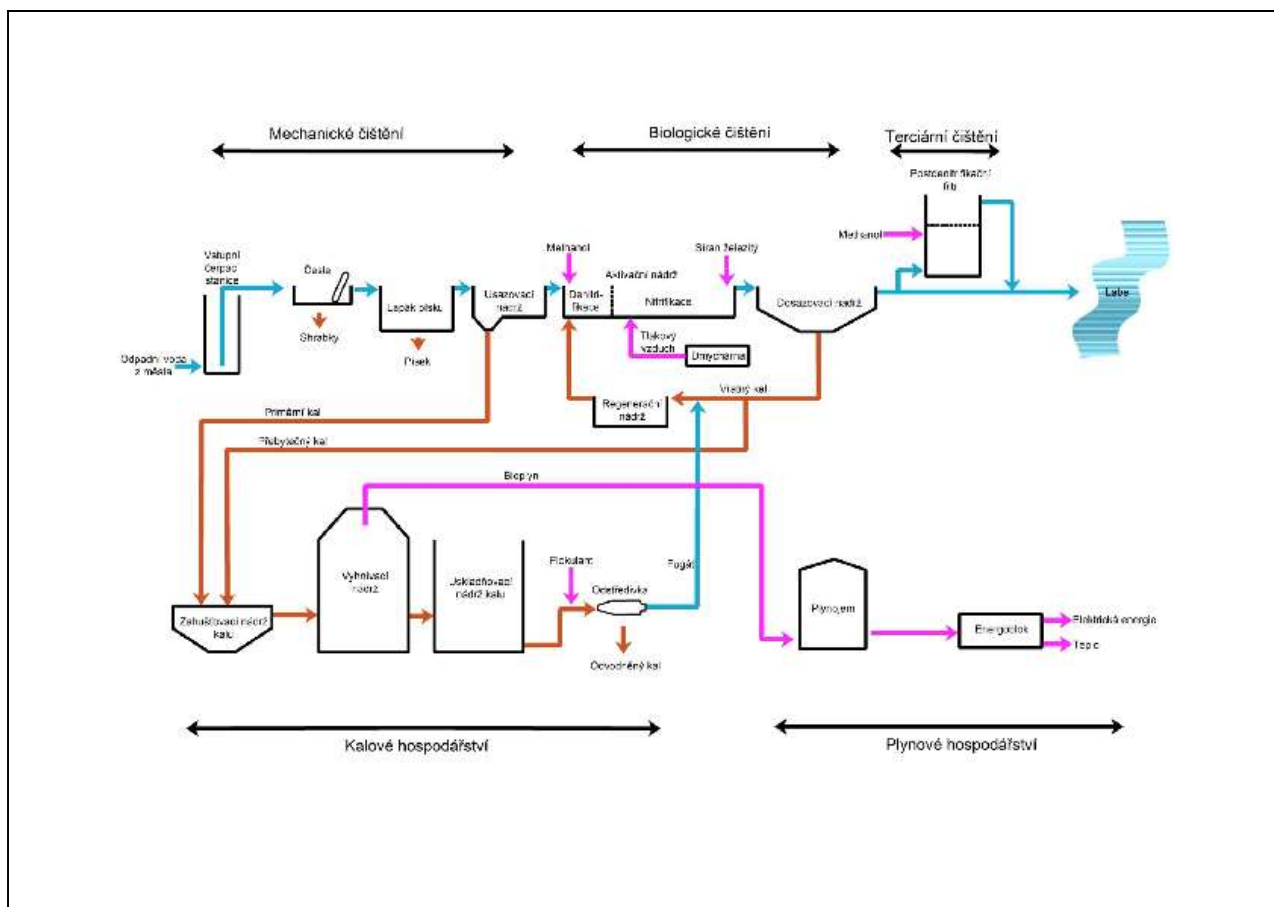 Mechanické čištění
Biologické čištění
Terciární čištění
Postdenitrifikační
filtr
Methanol
Methanol
Síran železitý
Vstupní
čerpací
stanice
Česle
Aktivační nádrž
Usazovací
nádrž
Denitri-
fikace
Nitrifikace
Dosazovací nádrž
Labe
Lapák písku
Shrabky
Písek
Odpadní voda
z města
Tlakový
vzduch
Dmychárna
Vratný kal
Regenerační
nádrž
Primární kal
Přebytečný kal
Bioplyn
Flokulant
Fugát
Vyhnívací
nádrž
Uskladňovací
nádrž kalu
Odstředivka
Plynojem
Zahušťovací nádrž
kalu
Energoblok
Elektrická energie
Teplo
Odvodněný kal
Kalové hospodářství
Plynové hospodářství